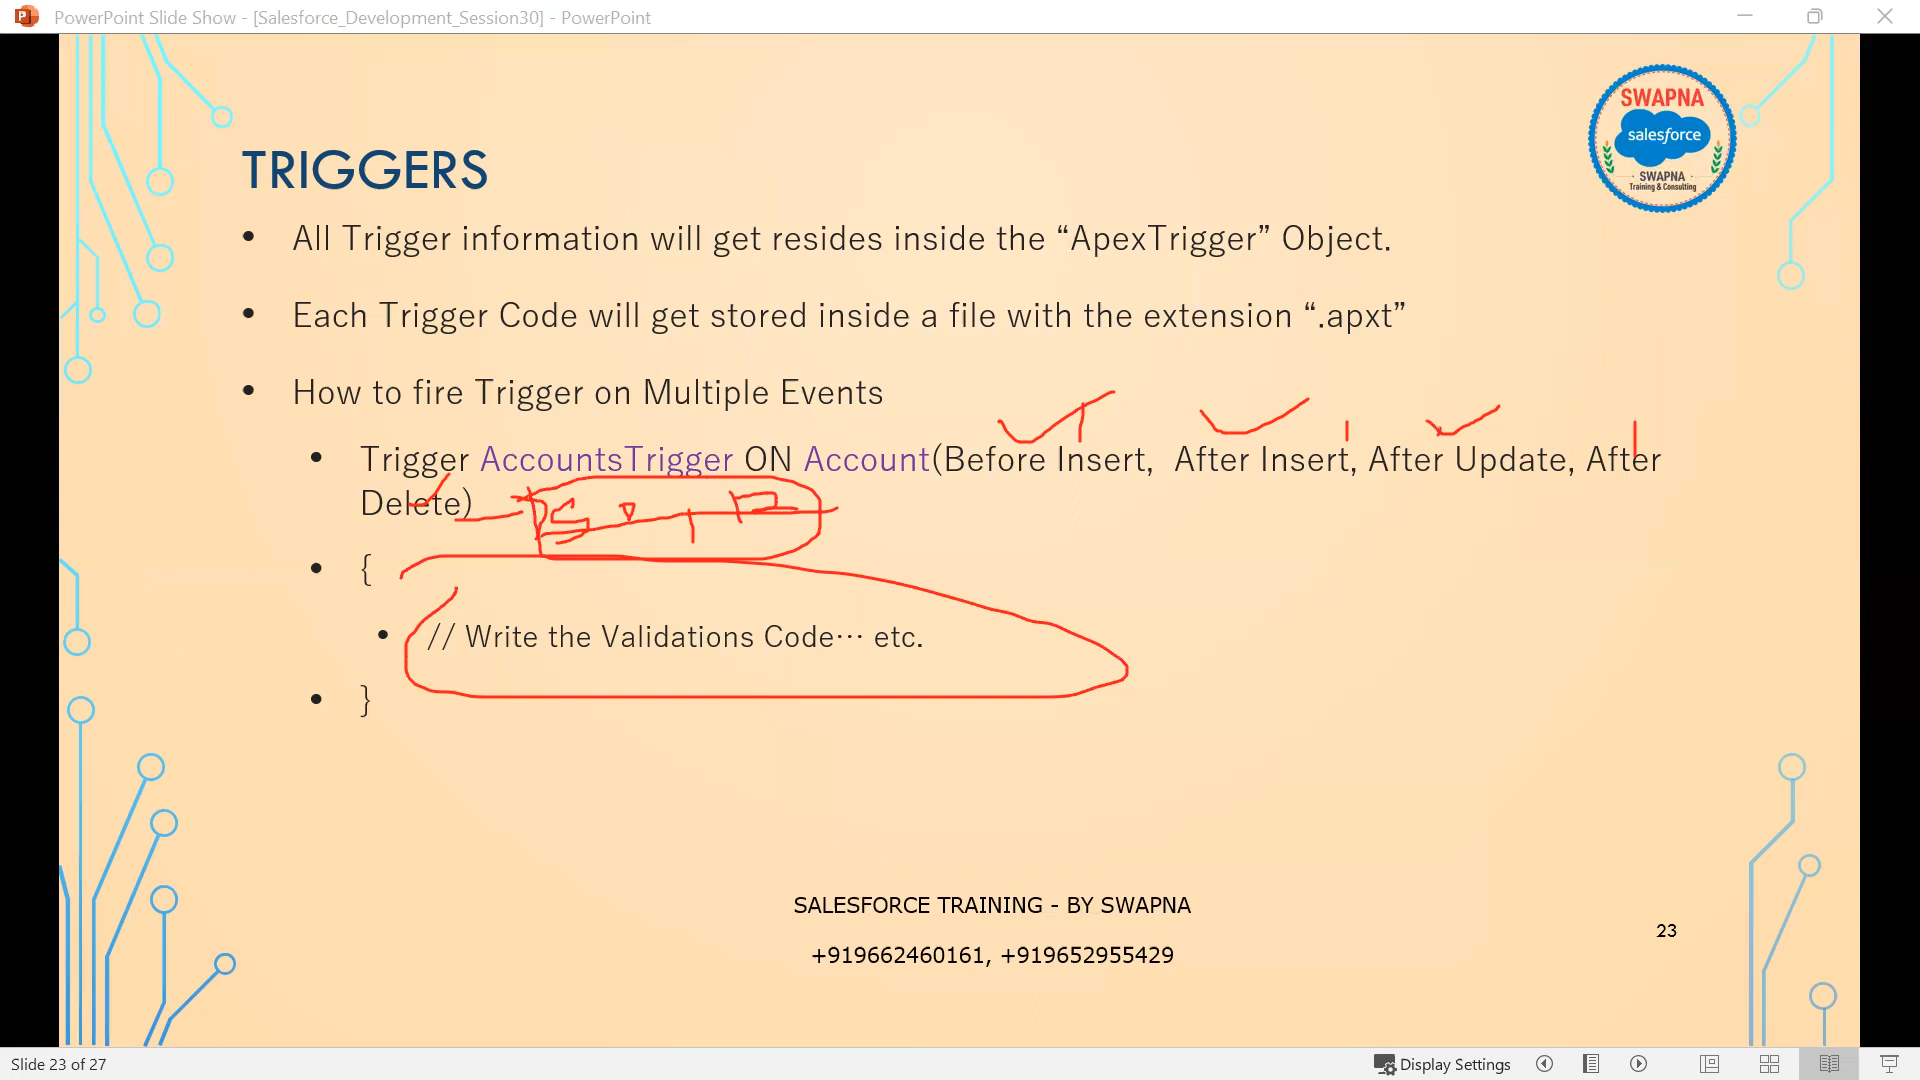 PowerPoint Slide Show - [Salesforce_Development_Session30] - PowerPoint
SWAPNA
salesforce
- SWAPNA -
Training & Consulting
TRIGGERS
• All Trigger information will get resides inside the “ApexTrigger” Object.
• Each Trigger Code will get stored inside a file with the extension “.apxt”
• How to fire Trigger on Multiple Events
• Trigger AccountsTrigger ON Account(Before Insert, After Insert, After Update, After
Delete)
• {
• // Write the Validations Code… etc.
• }
SALESFORCE TRAINING - BY SWAPNA
+919662460161, +919652955429
23
Slide 23 of 27
Display Settings